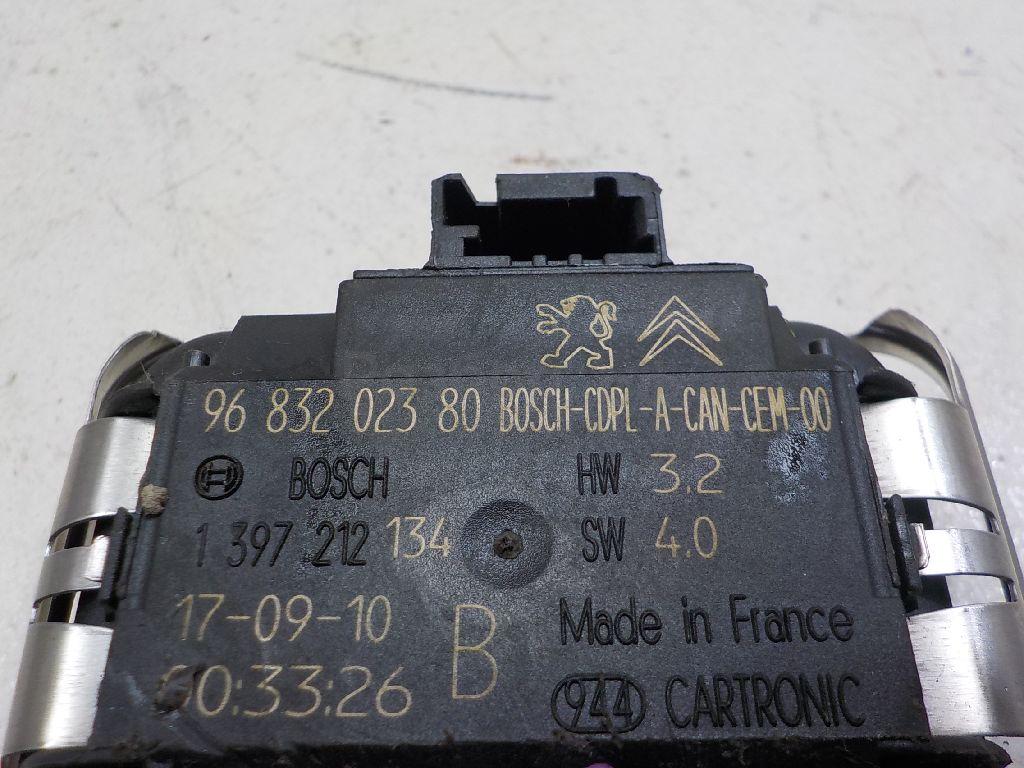 96 832 023 80 BOSCH-CDPL-A-CAN-CEM-00
BOSCH HW 3.2
1 397 212 134 SW 4.0
17-09-10 B Made in France
00:33:26 944 CARTRONIC